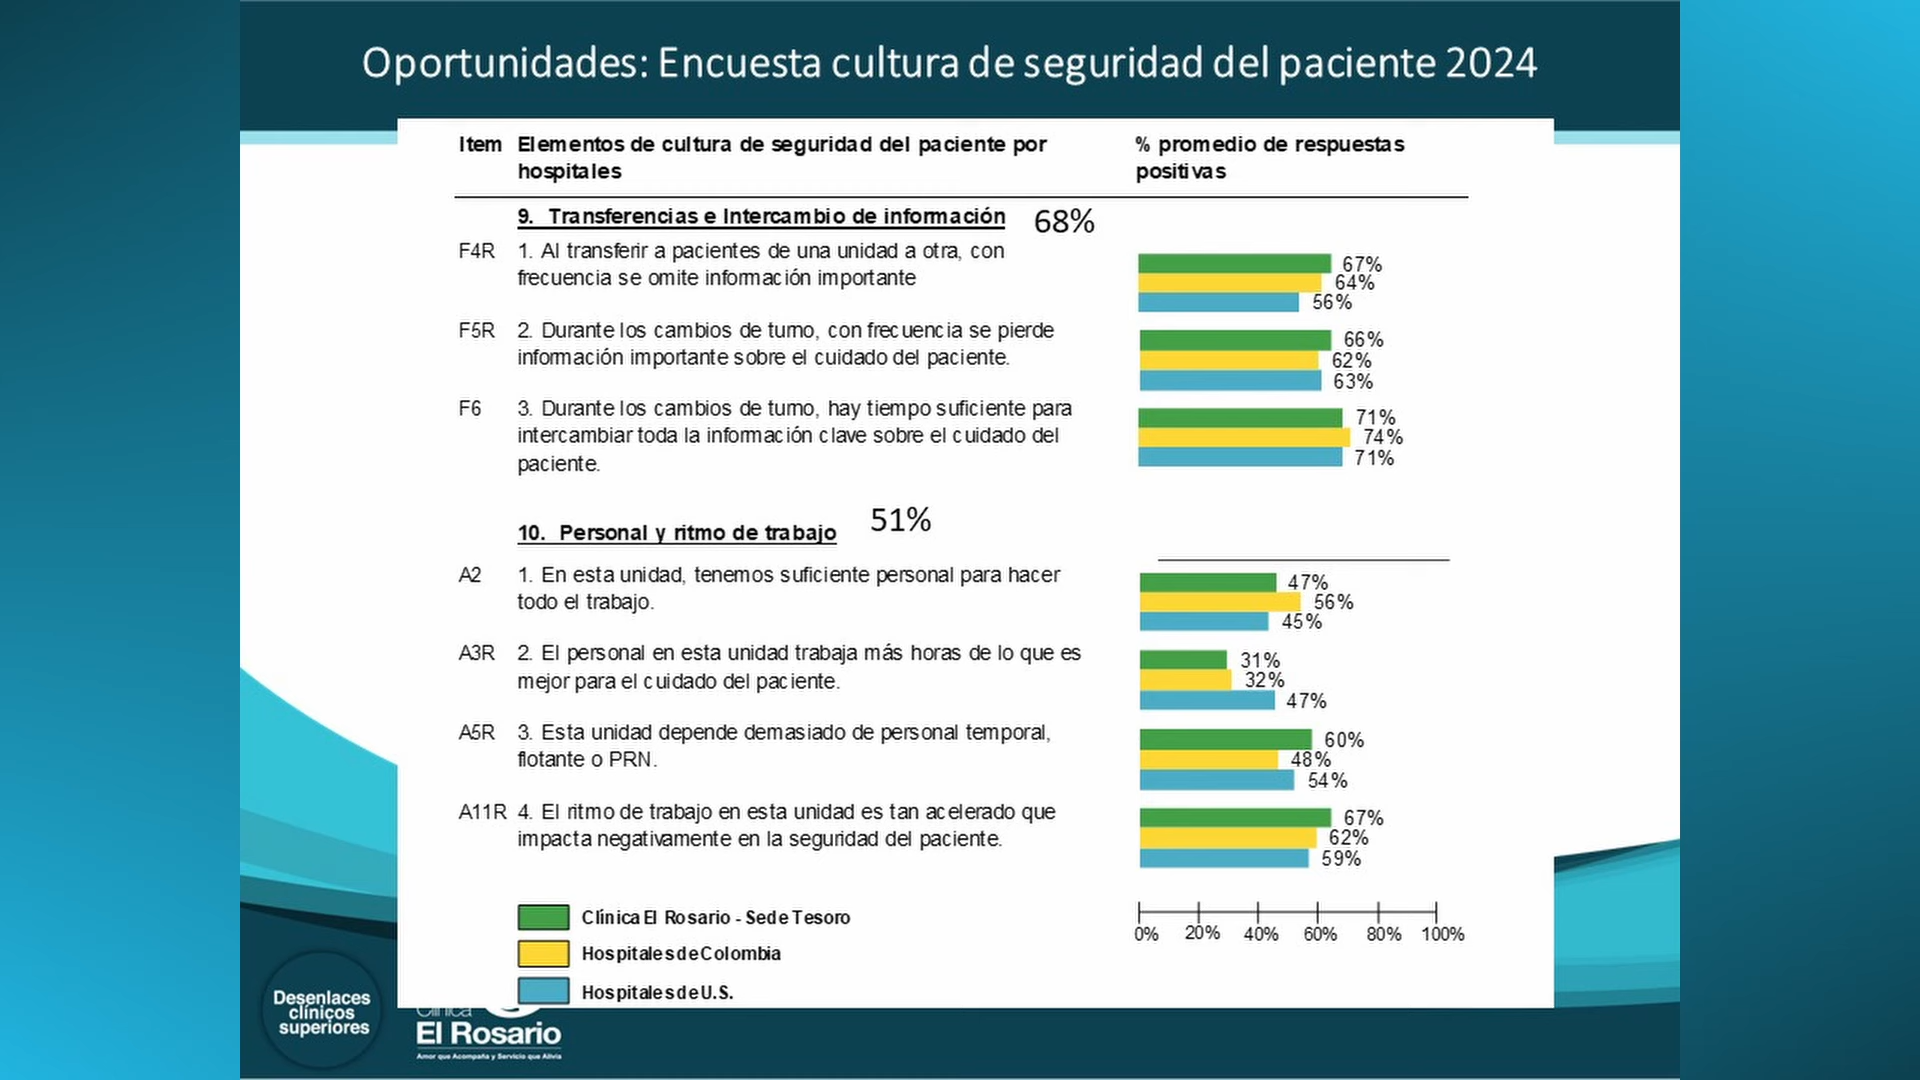 Oportunidades: Encuesta cultura de seguridad del paciente 2024
Item Elementos de cultura de seguridad del paciente por
hospitales
% promedio de respuestas
positivas
9. Transferencias e Intercambio de información 68%
F4R 1. Al transferir a pacientes de una unidad a otra, con
frecuencia se omite información importante
67%
64%
56%
F5R 2. Durante los cambios de turno, con frecuencia se pierde
información importante sobre el cuidado del paciente.
66%
62%
63%
F6 3. Durante los cambios de turno, hay tiempo suficiente para
intercambiar toda la información clave sobre el cuidado del
paciente.
71%
74%
71%
10. Personal y ritmo de trabajo 51%
A2 1. En esta unidad, tenemos suficiente personal para hacer
todo el trabajo.
47%
56%
45%
A3R 2. El personal en esta unidad trabaja más horas de lo que es
mejor para el cuidado del paciente.
31%
32%
47%
A5R 3. Esta unidad depende demasiado de personal temporal,
flotante o PRN.
60%
48%
54%
A11R 4. El ritmo de trabajo en esta unidad es tan acelerado que
impacta negativamente en la seguridad del paciente.
67%
62%
59%
Clínica El Rosario - Sede Tesoro
Hospitales de Colombia
Hospitales de U.S.
0% 20% 40% 60% 80% 100%
Desenlaces
clínicos
superiores
Clínica
El Rosario
Amor que Acompaña y Servicio que Alivia